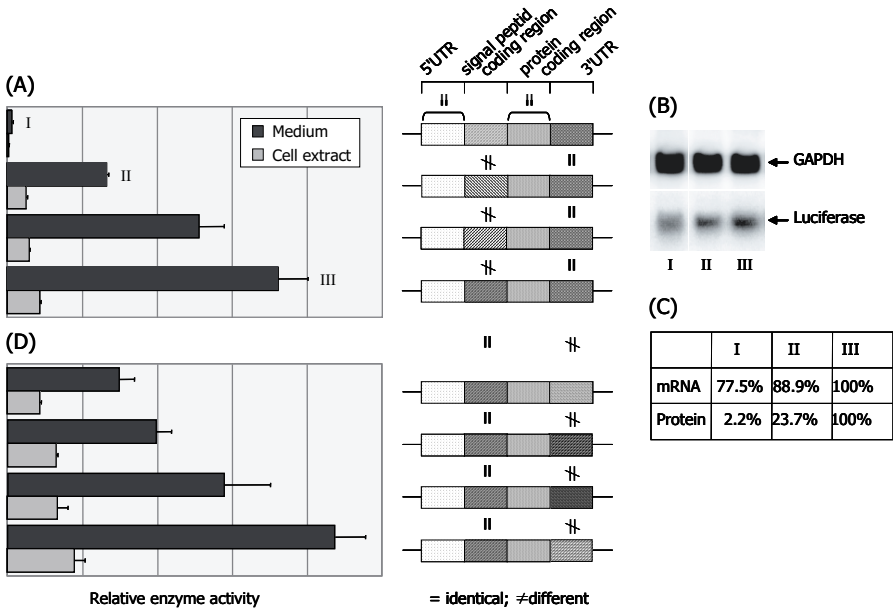 5'UTR
signal peptid
coding region
protein
coding region
3'UTR
(A)
=
=
I
Medium
Cell extract
II
III
≠ =
≠ =
≠ =
(B)
GAPDH
Luciferase
I II III
(C)
I II III
mRNA 77.5% 88.9% 100%
Protein 2.2% 23.7% 100%
(D)
= ≠
= ≠
= ≠
= ≠
Relative enzyme activity
= identical; ≠different